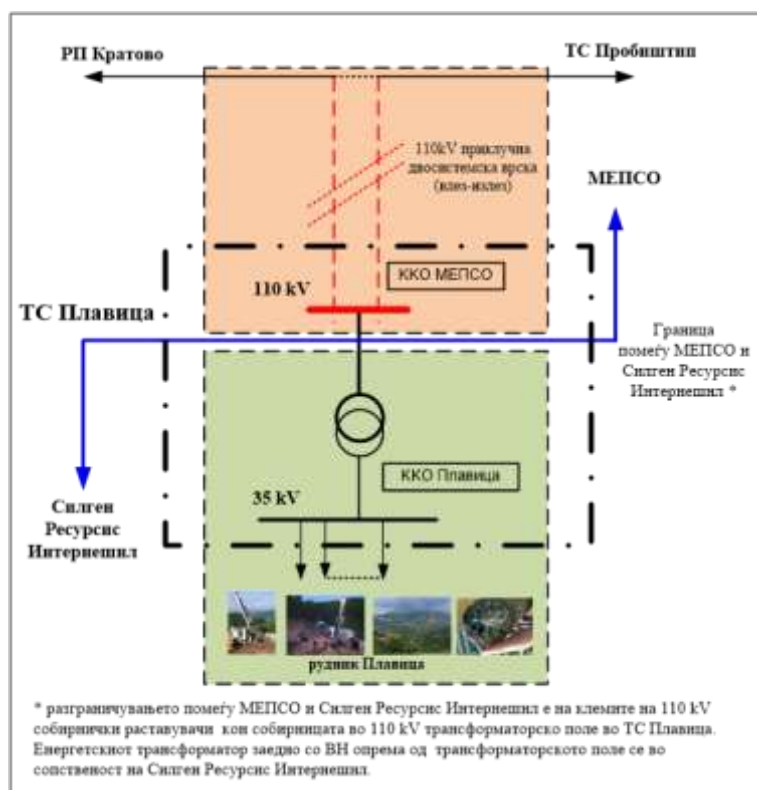 РП Кратово
ТС Пробиштип
110kV приклучна
двосистемска врска
(влез-излез)
МЕПСО
ККО МЕПСО
110 kV
ТС Плавица
Граница
помеѓу МЕПСО и
Силген Ресурсис
Интернешнл *
ККО Плавица
35 kV
Силген
Ресурсис
Интернешнл
рудник Плавица
* разграничувањето помеѓу МЕПСО и Силген Ресурсис Интернешнл е на клемите на 110 kV
собирнички раставувачи кон собирницата во 110 kV трансформаторско поле во ТС Плавица.
Енергетскиот трансформатор заедно со ВН опрема од трансформаторското поле се во
сопственост на Силген Ресурсис Интернешнл.